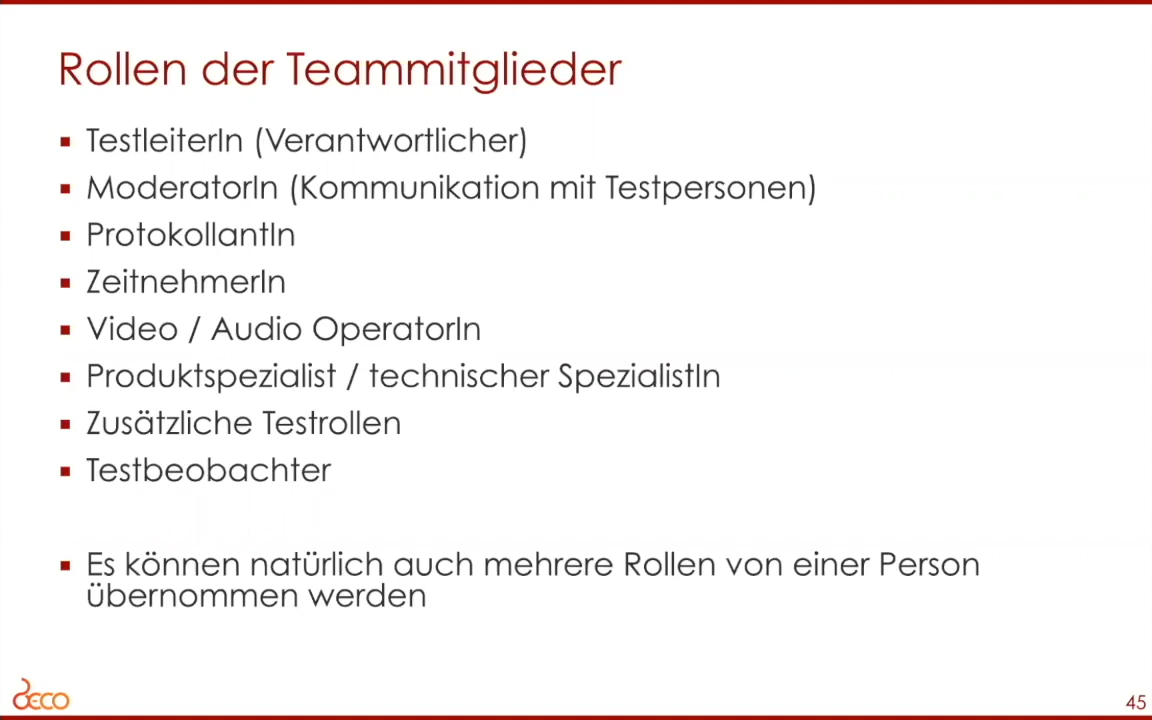 Rollen der Teammitglieder
▪ TestleiterIn (Verantwortlicher)
▪ ModeratorIn (Kommunikation mit Testpersonen)
▪ ProtokollantIn
▪ ZeitnehmerIn
▪ Video / Audio OperatorIn
▪ Produktspezialist / technischer SpezialistIn
▪ Zusätzliche Testrollen
▪ Testbeobachter
▪ Es können natürlich auch mehrere Rollen von einer Person
übernommen werden
DECO
45